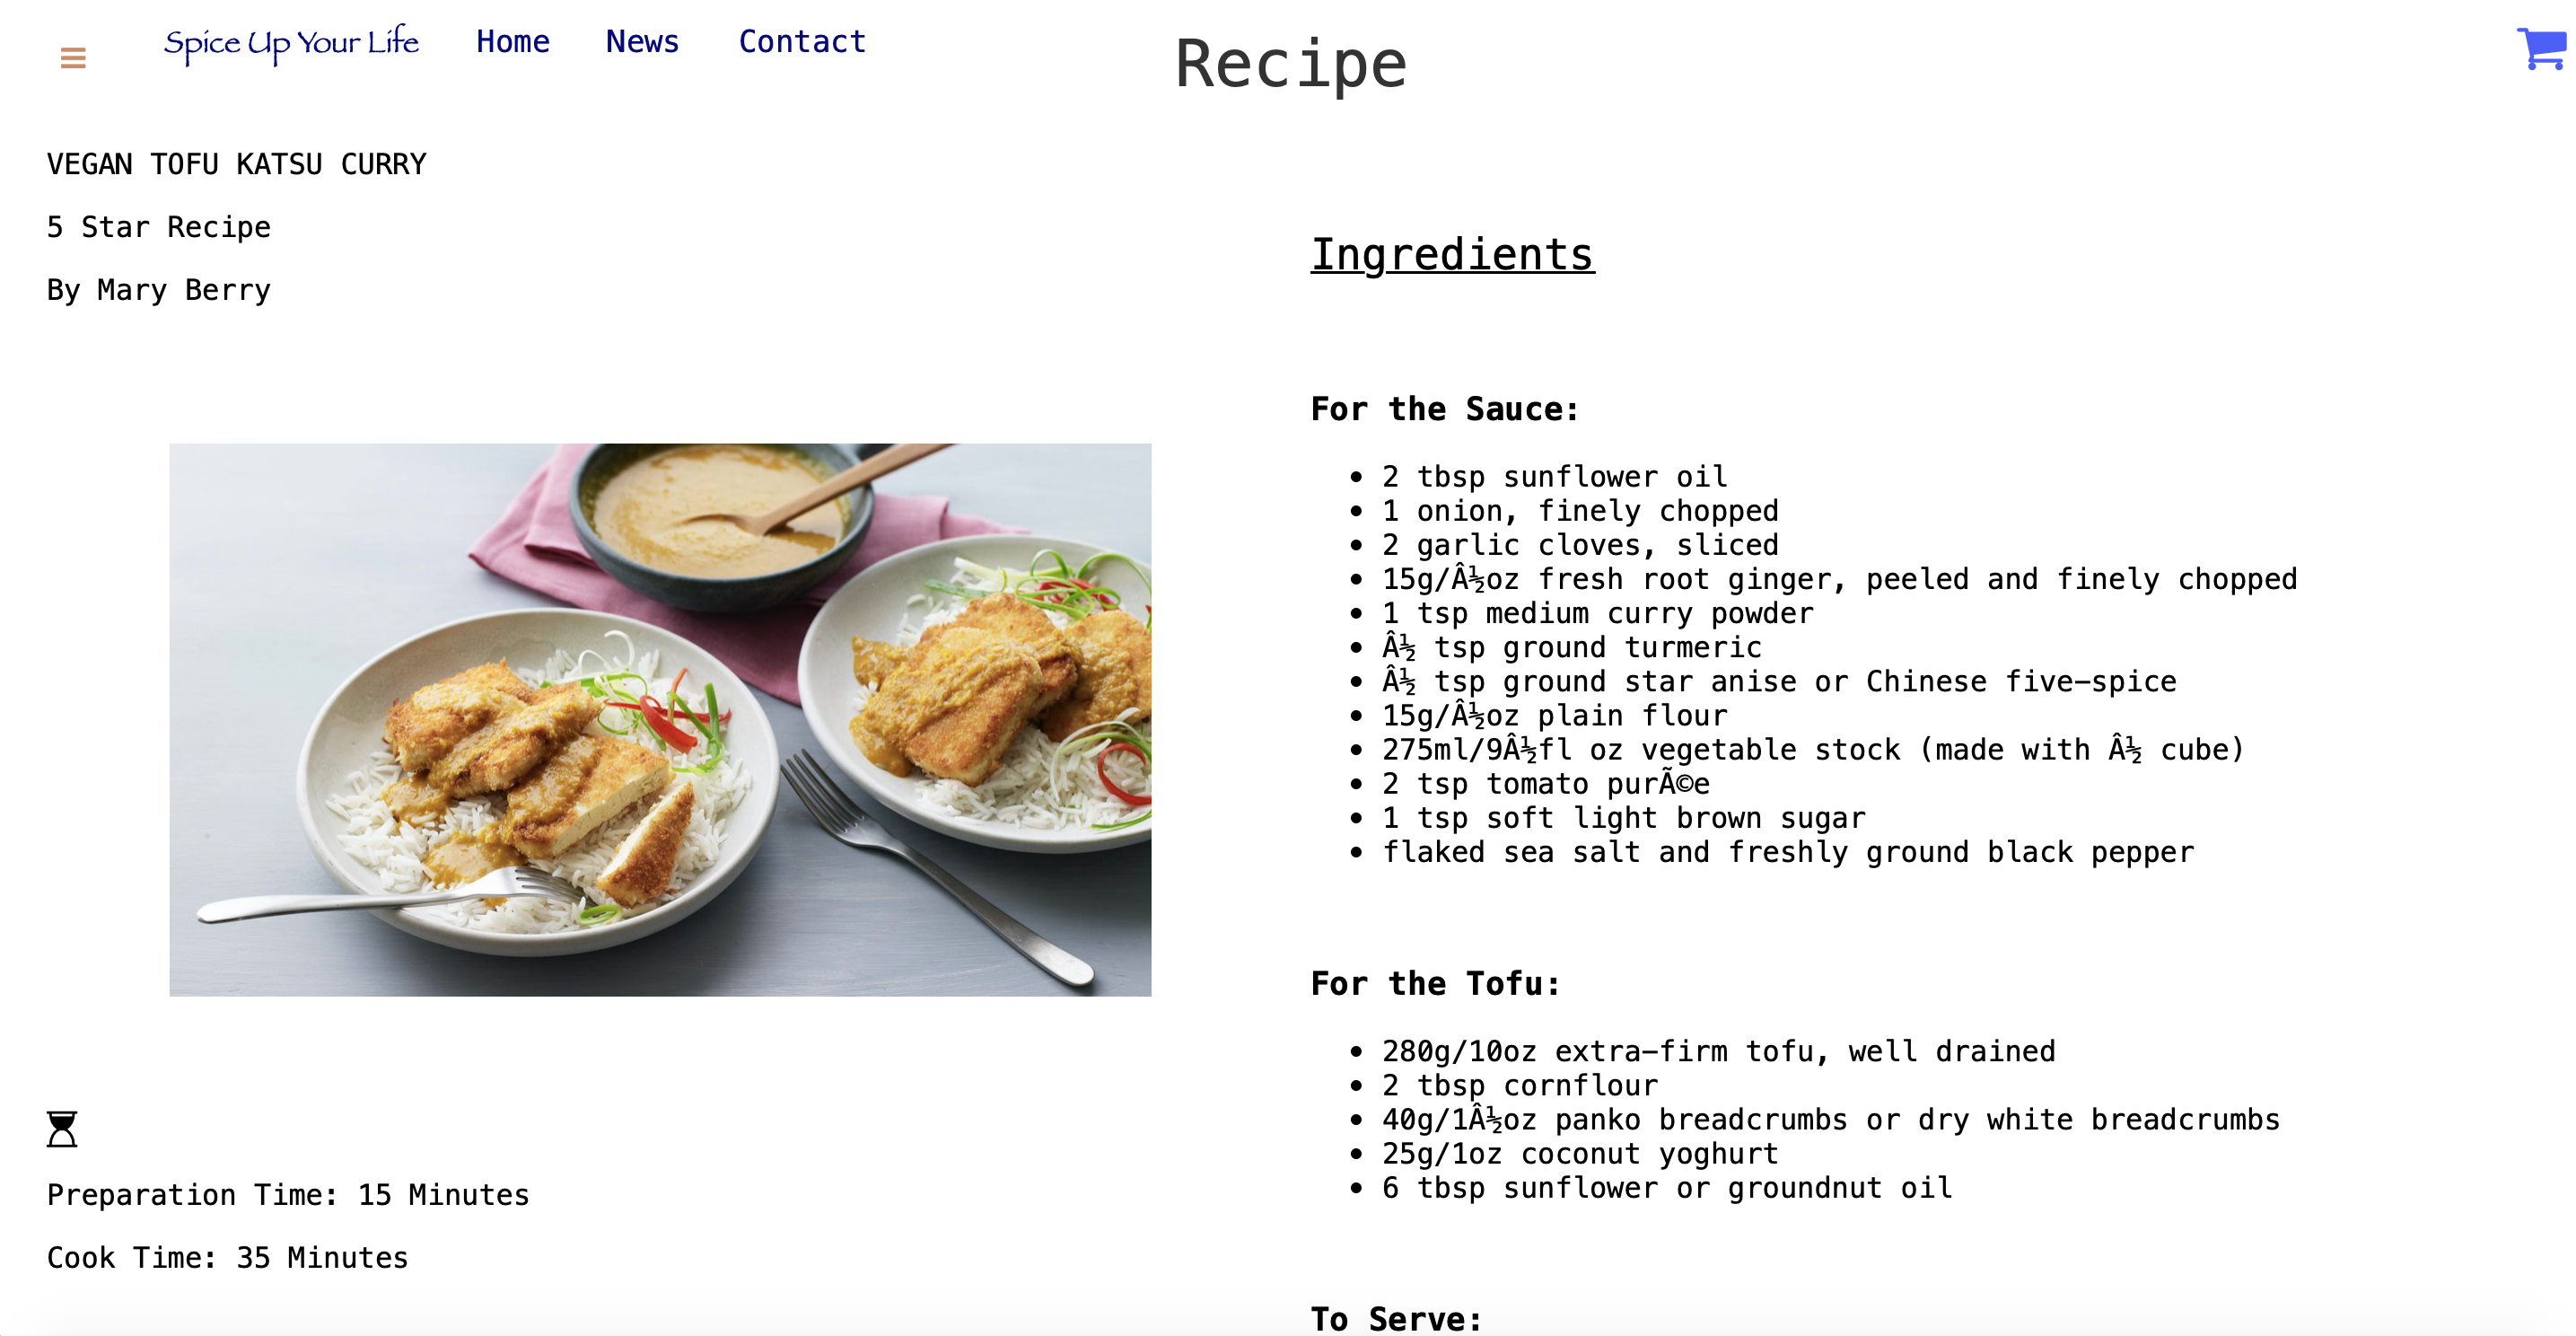 Spice Up Your Life Home News Contact
Recipe
VEGAN TOFU KATSU CURRY
5 Star Recipe
By Mary Berry
Preparation Time: 15 Minutes
Cook Time: 35 Minutes
Ingredients
For the Sauce:
2 tbsp sunflower oil
1 onion, finely chopped
2 garlic cloves, sliced
15g/Â½oz fresh root ginger, peeled and finely chopped
1 tsp medium curry powder
Â½ tsp ground turmeric
Â½ tsp ground star anise or Chinese five-spice
15g/Â½oz plain flour
275ml/9Â½fl oz vegetable stock (made with Â½ cube)
2 tsp tomato purÃ©e
1 tsp soft light brown sugar
flaked sea salt and freshly ground black pepper
For the Tofu:
280g/10oz extra-firm tofu, well drained
2 tbsp cornflour
40g/1Â½oz panko breadcrumbs or dry white breadcrumbs
25g/1oz coconut yoghurt
6 tbsp sunflower or groundnut oil
To Serve: